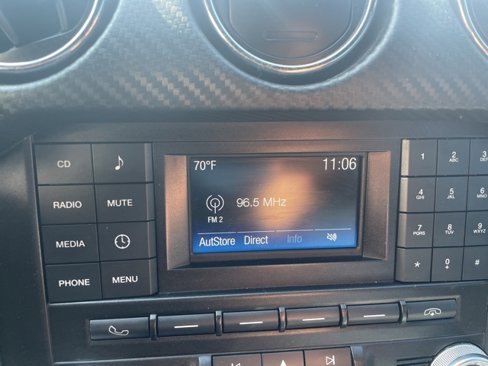 CD
RADIO MUTE
MEDIA
PHONE MENU
70°F 11:06
96.5 MHz
FM 2
AutStore Direct Info
1 2 ABC 3 DEF
4 GHI 5 JKL 6 MNO
7 PQRS 8 TUV 9 WXYZ
* 0 + #